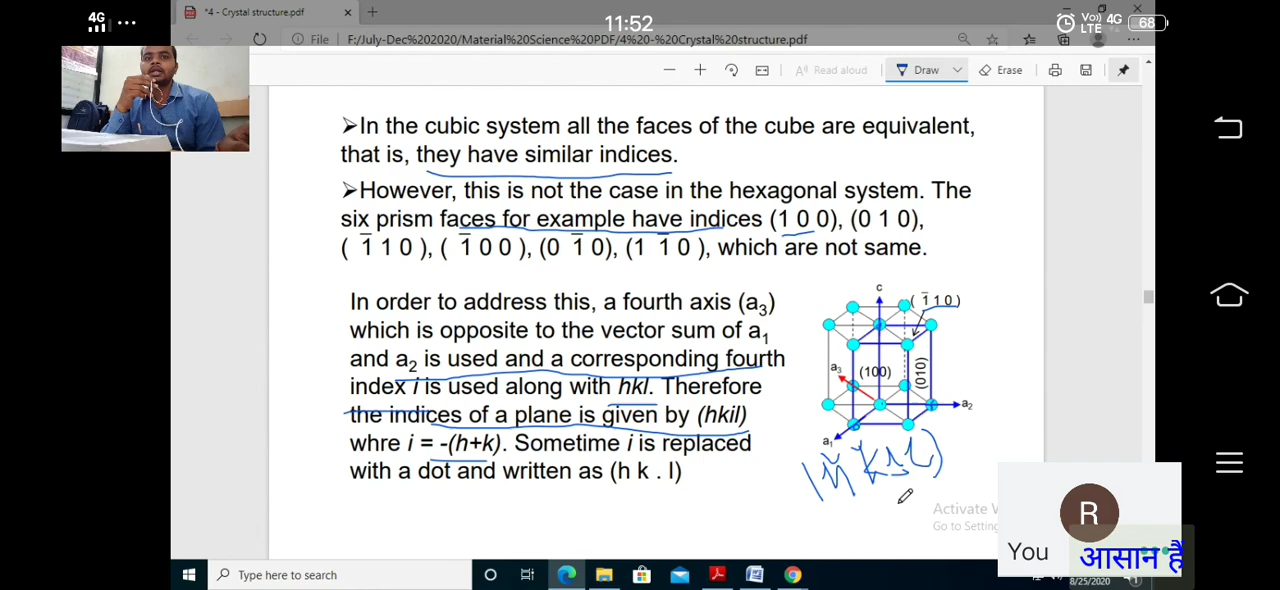 4G
11:52
Vo) 4G
LTE
68
*4 - Crystal structure.pdf
File
F:/July-Dec%202020/Material%20Science%20PDF/4%20-%20Crystal%20structure.pdf
Read aloud
Draw
Erase
➢In the cubic system all the faces of the cube are equivalent,
that is, they have similar indices.
➢However, this is not the case in the hexagonal system. The
six prism faces for example have indices (1 0 0), (0 1 0),
( 1̅ 1 0), ( 1̅ 0 0 ), (0 1̅ 0), (1 1̅ 0 ), which are not same.
In order to address this, a fourth axis (a3)
which is opposite to the vector sum of a1
and a2 is used and a corresponding fourth
index i is used along with hkl. Therefore
the indices of a plane is given by (hkil)
whre i = -(h+k). Sometime i is replaced
with a dot and written as (h k . l)
c
( 1̅ 1 0 )
a3
(100)
(010)
a2
a1
Activate
Go to Setting
R
You
आसान हैं
Type here to search
8/25/2020